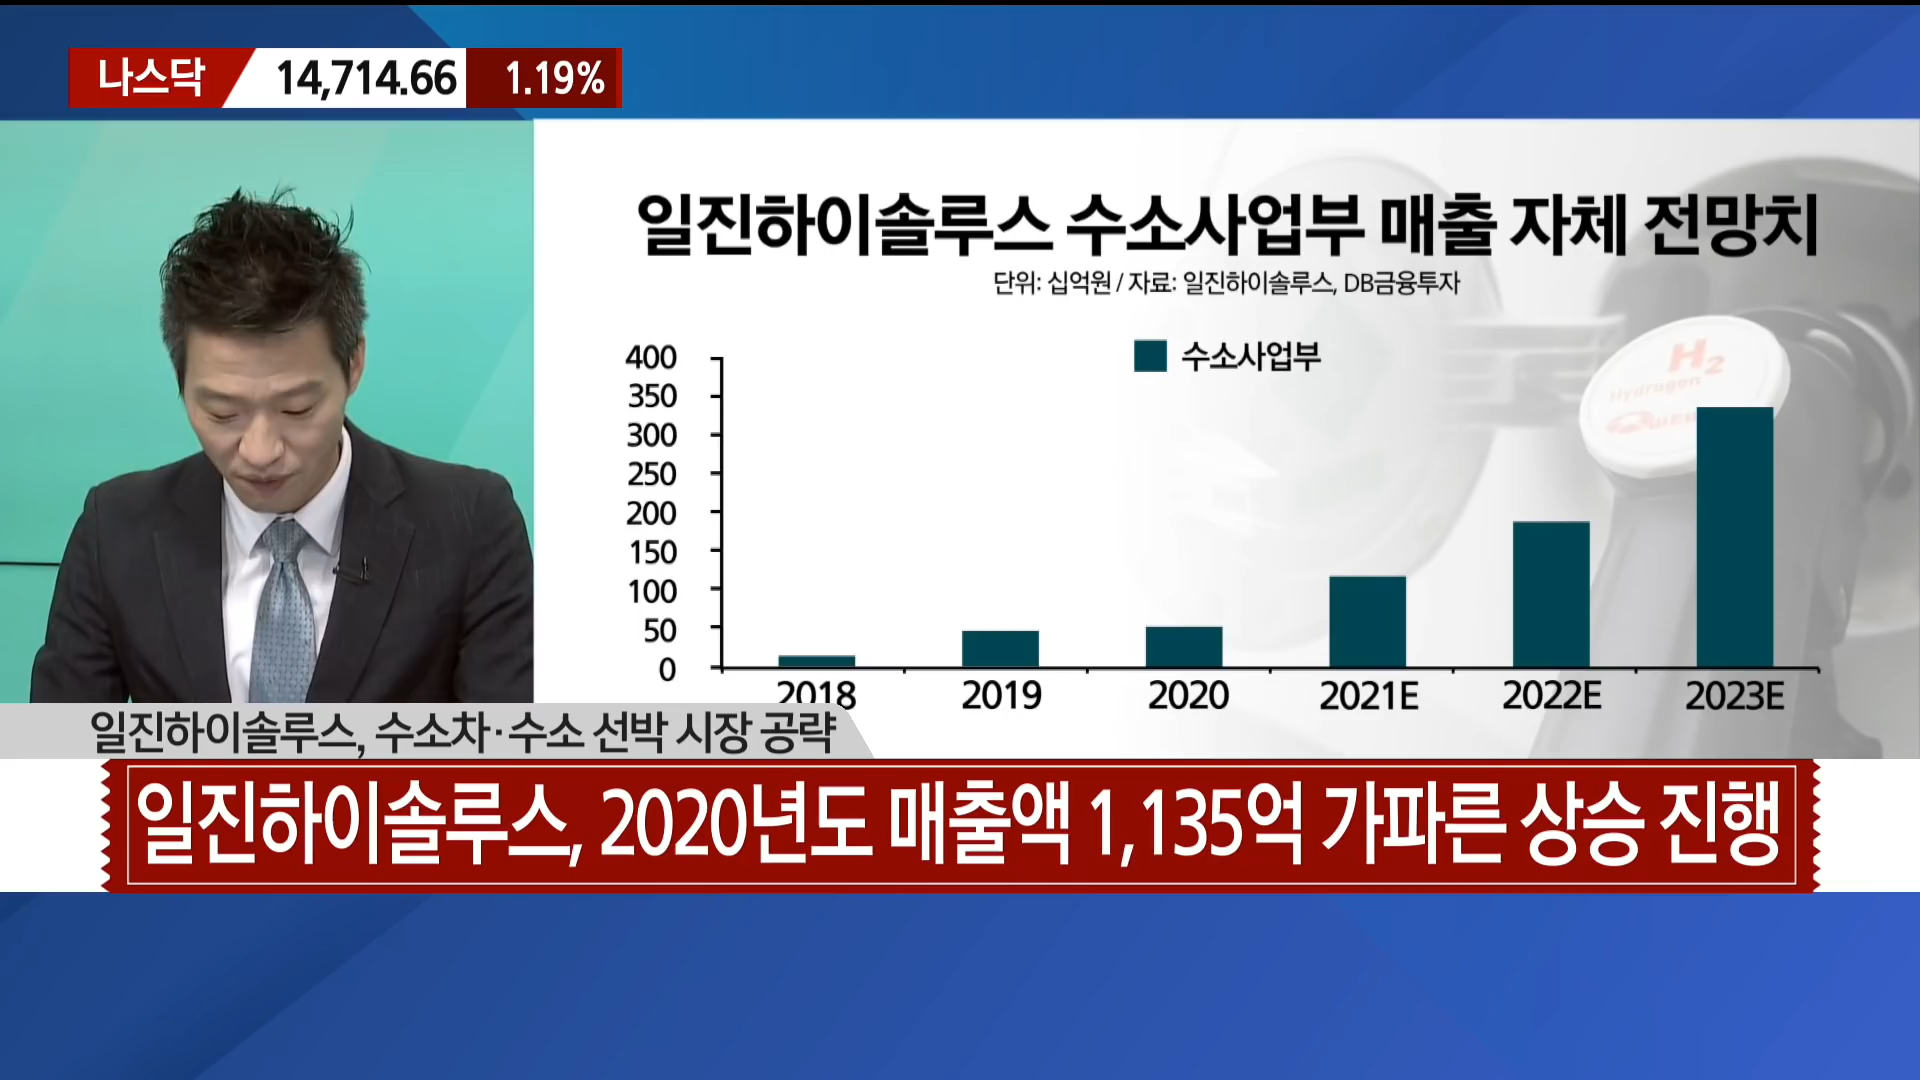 나스닥 14,714.66 1.19%
일진하이솔루스 수소사업부 매출 자체 전망치
단위: 십억원 / 자료: 일진하이솔루스, DB금융투자
수소사업부
400
350
300
250
200
150
100
50
0
2018 2019 2020 2021E 2022E 2023E
H2
Hydrogen
일진하이솔루스, 수소차·수소 선박 시장 공략
일진하이솔루스, 2020년도 매출액 1,135억 가파른 상승 진행